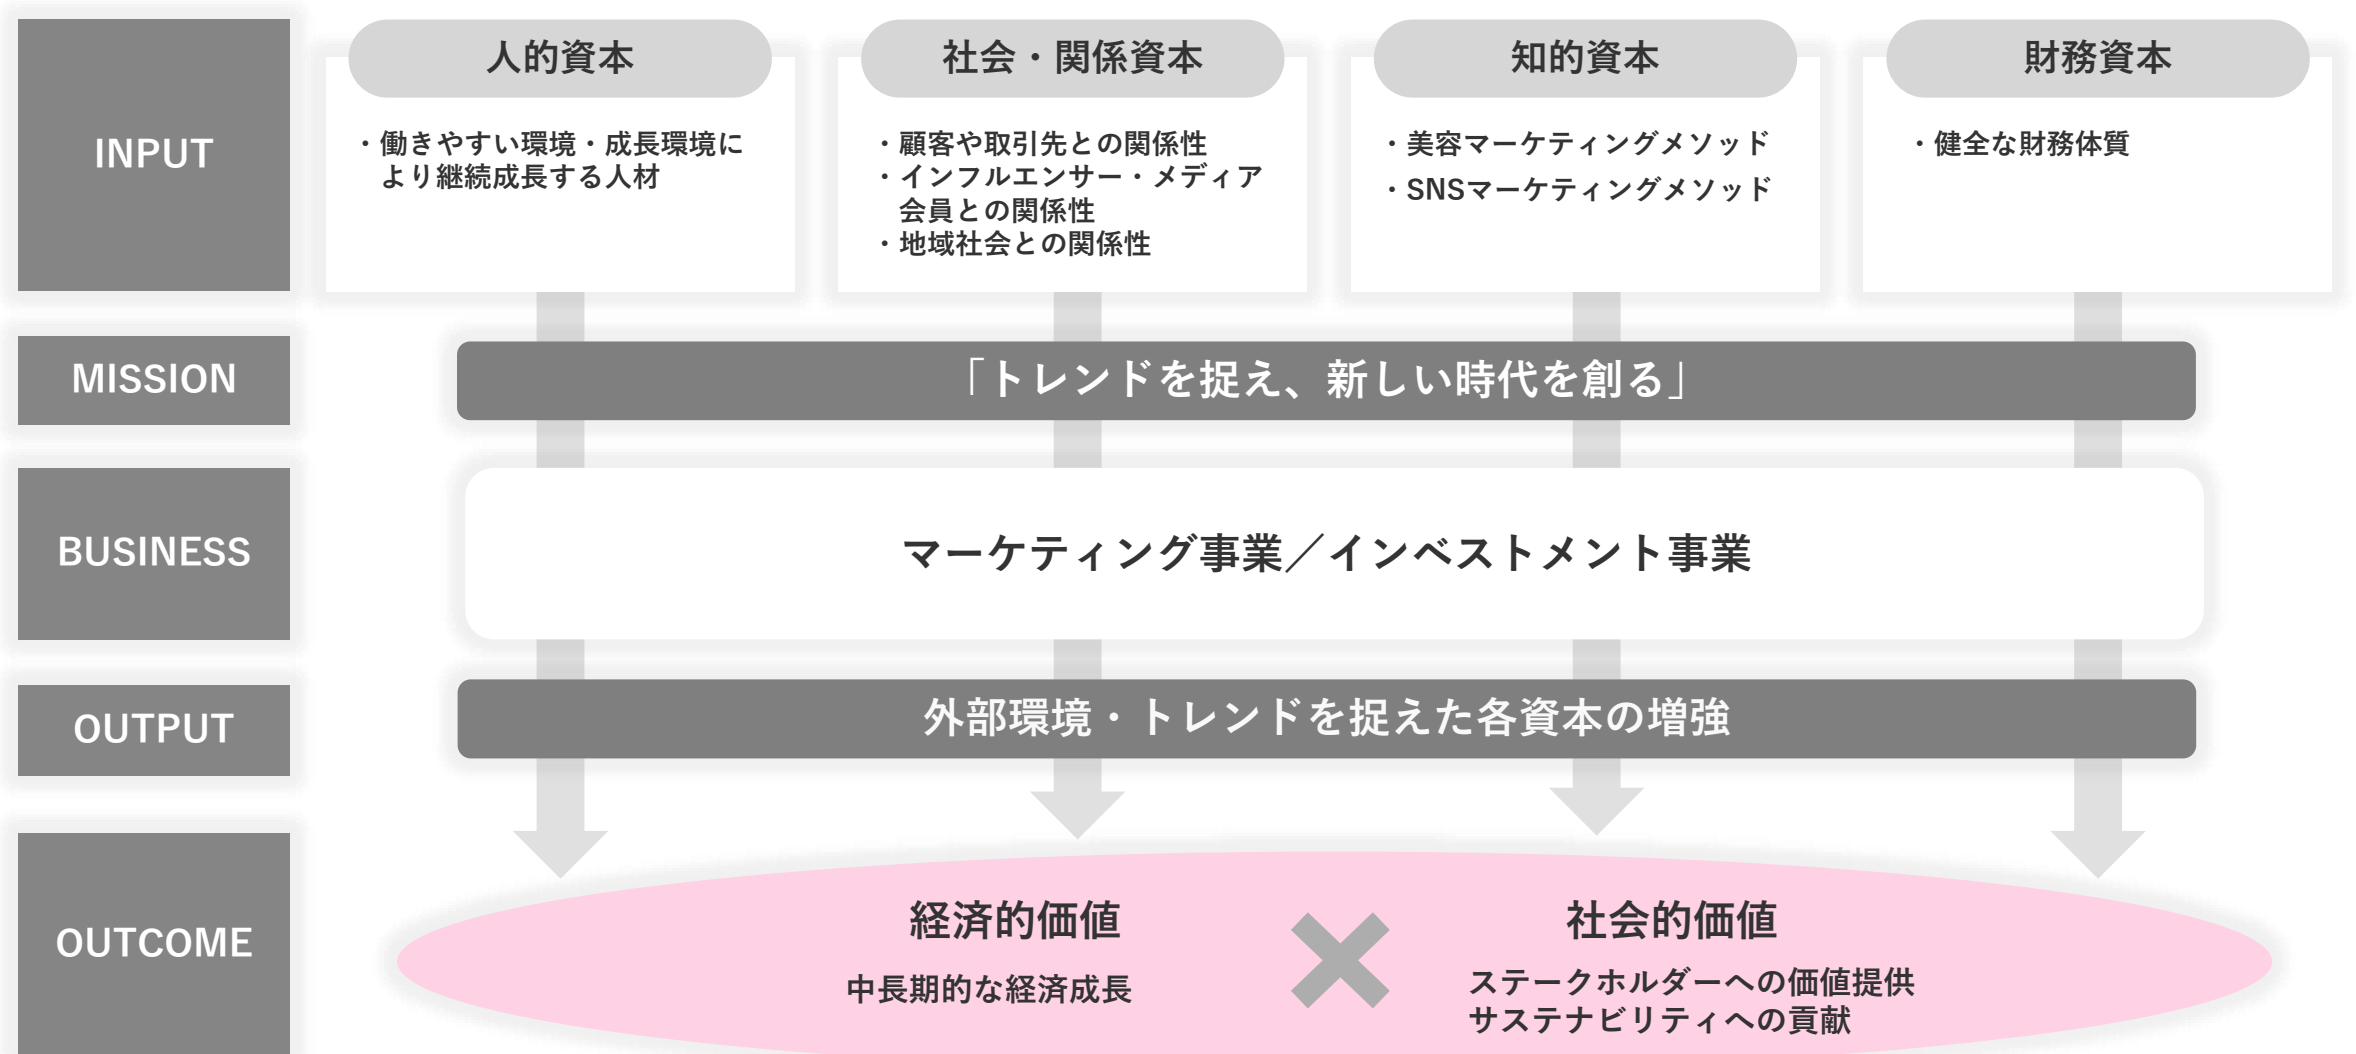 INPUT
人的資本
・働きやすい環境・成長環境に
より継続成長する人材
社会・関係資本
・顧客や取引先との関係性
・インフルエンサー・メディア
会員との関係性
・地域社会との関係性
知的資本
・美容マーケティングメソッド
・SNSマーケティングメソッド
財務資本
・健全な財務体質
MISSION
「トレンドを捉え、新しい時代を創る」
BUSINESS
マーケティング事業／インベストメント事業
OUTPUT
外部環境・トレンドを捉えた各資本の増強
OUTCOME
経済的価値
中長期的な経済成長
社会的価値
ステークホルダーへの価値提供
サステナビリティへの貢献